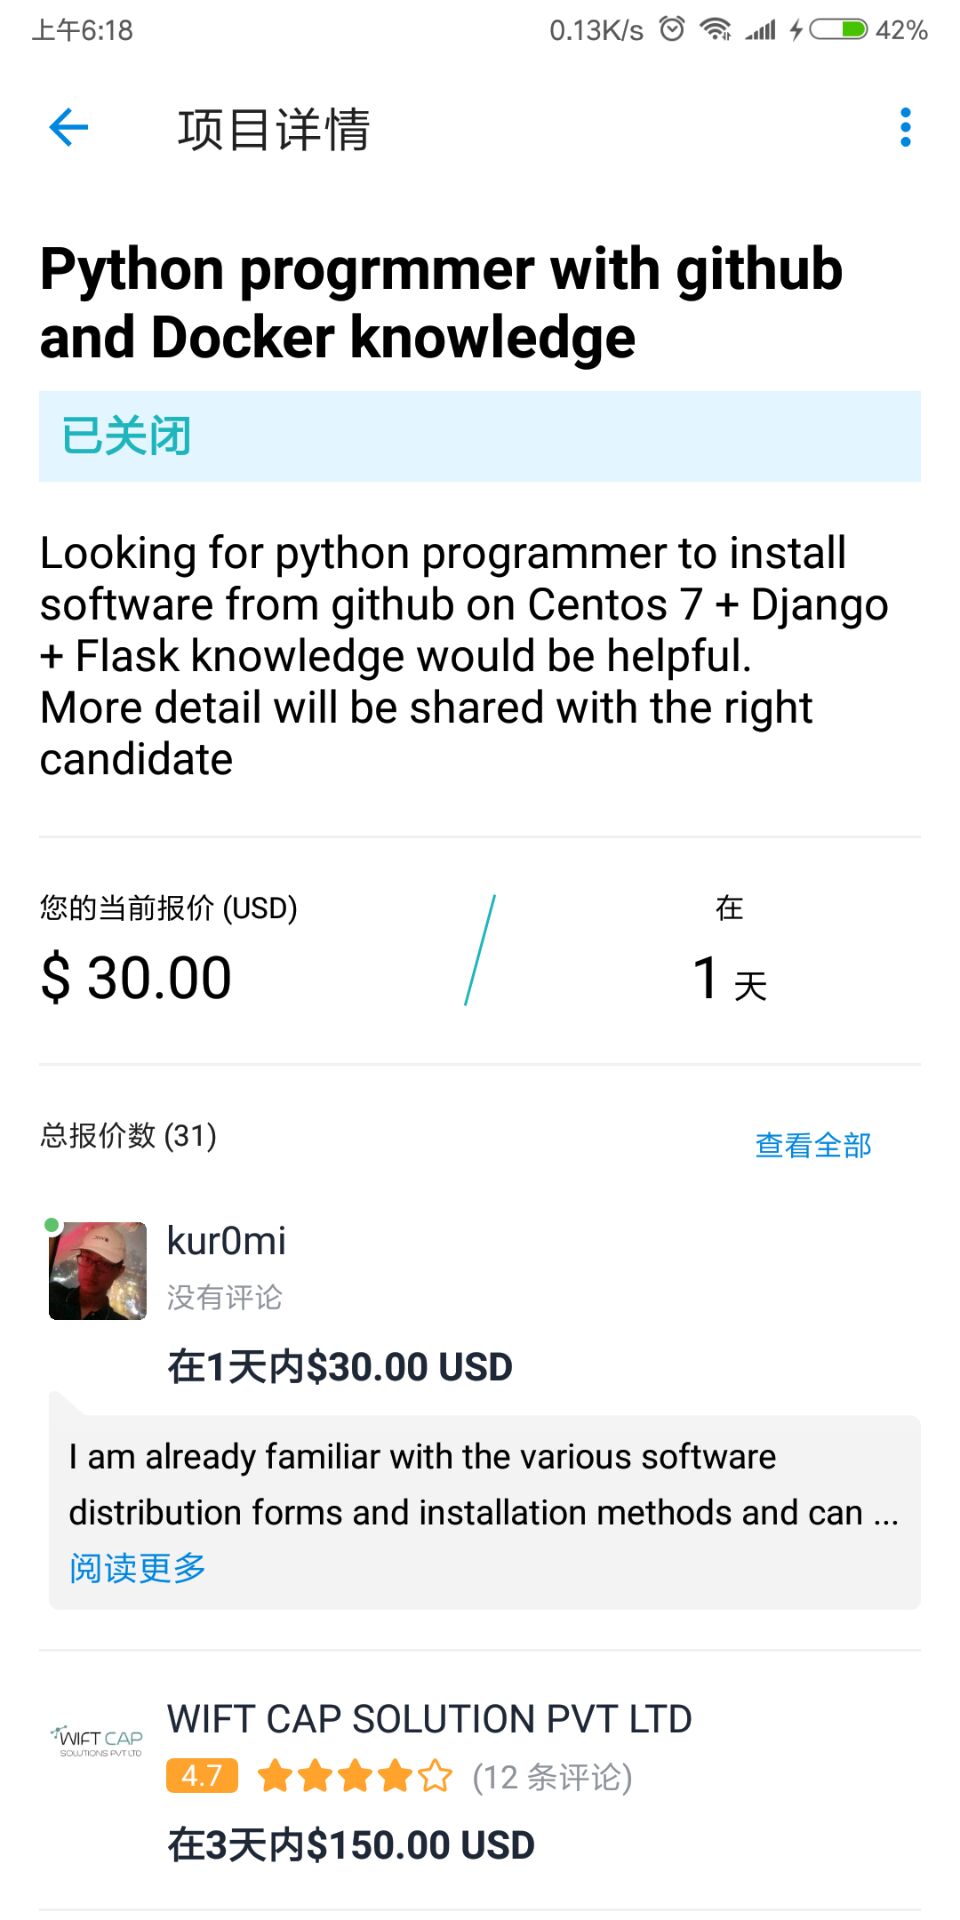 上午6:18
0.13K/s
42%
项目详情
Python progrmmer with github
and Docker knowledge
已关闭
Looking for python programmer to install
software from github on Centos 7 + Django
+ Flask knowledge would be helpful.
More detail will be shared with the right
candidate
您的当前报价 (USD)
$ 30.00
在
1 天
总报价数 (31)
查看全部
kur0mi
没有评论
在1天内$30.00 USD
I am already familiar with the various software
distribution forms and installation methods and can ...
阅读更多
WIFT CAP
SOLUTIONS PVT LTD
WIFT CAP SOLUTION PVT LTD
4.7
(12 条评论)
在3天内$150.00 USD